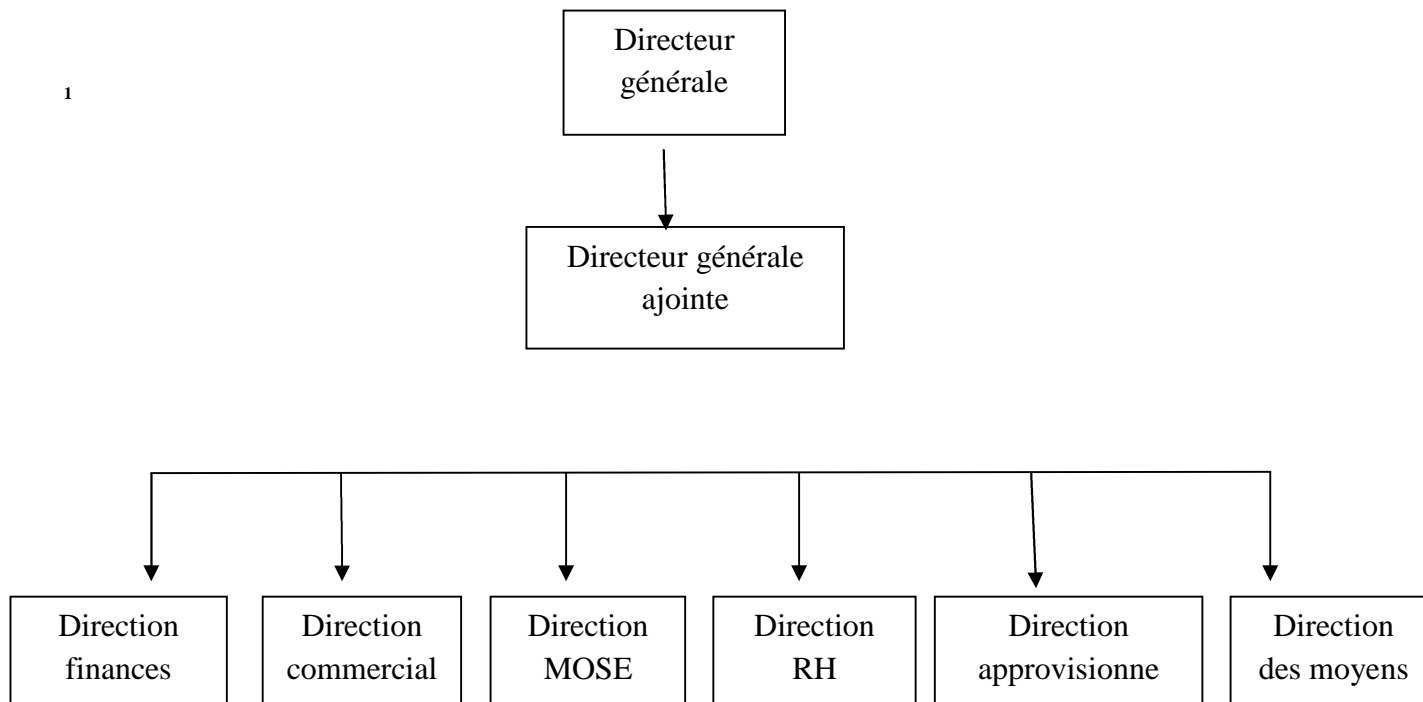 Directeur
générale
1
Directeur générale
ajointe
Direction
finances
Direction
commercial
Direction
MOSE
Direction
RH
Direction
approvisionne
Direction
des moyens